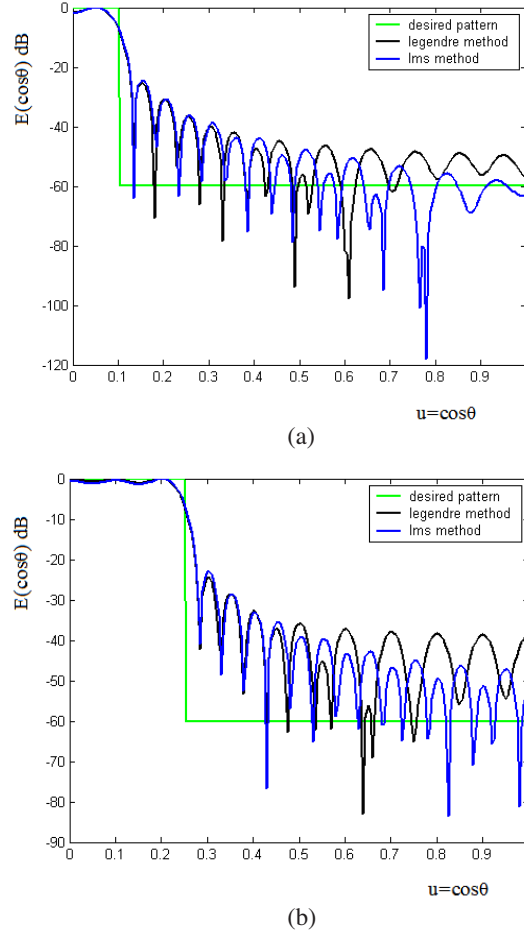 E(cosθ) dB
0
-20
-40
-60
-80
-100
-120
desired pattern
legendre method
lms method
0 0.1 0.2 0.3 0.4 0.5 0.6 0.7 0.8 0.9
u=cosθ
(a)
E(cosθ) dB
0
-10
-20
-30
-40
-50
-60
-70
-80
-90
desired pattern
legendre method
lms method
0 0.1 0.2 0.3 0.4 0.5 0.6 0.7 0.8 0.9
u=cosθ
(b)